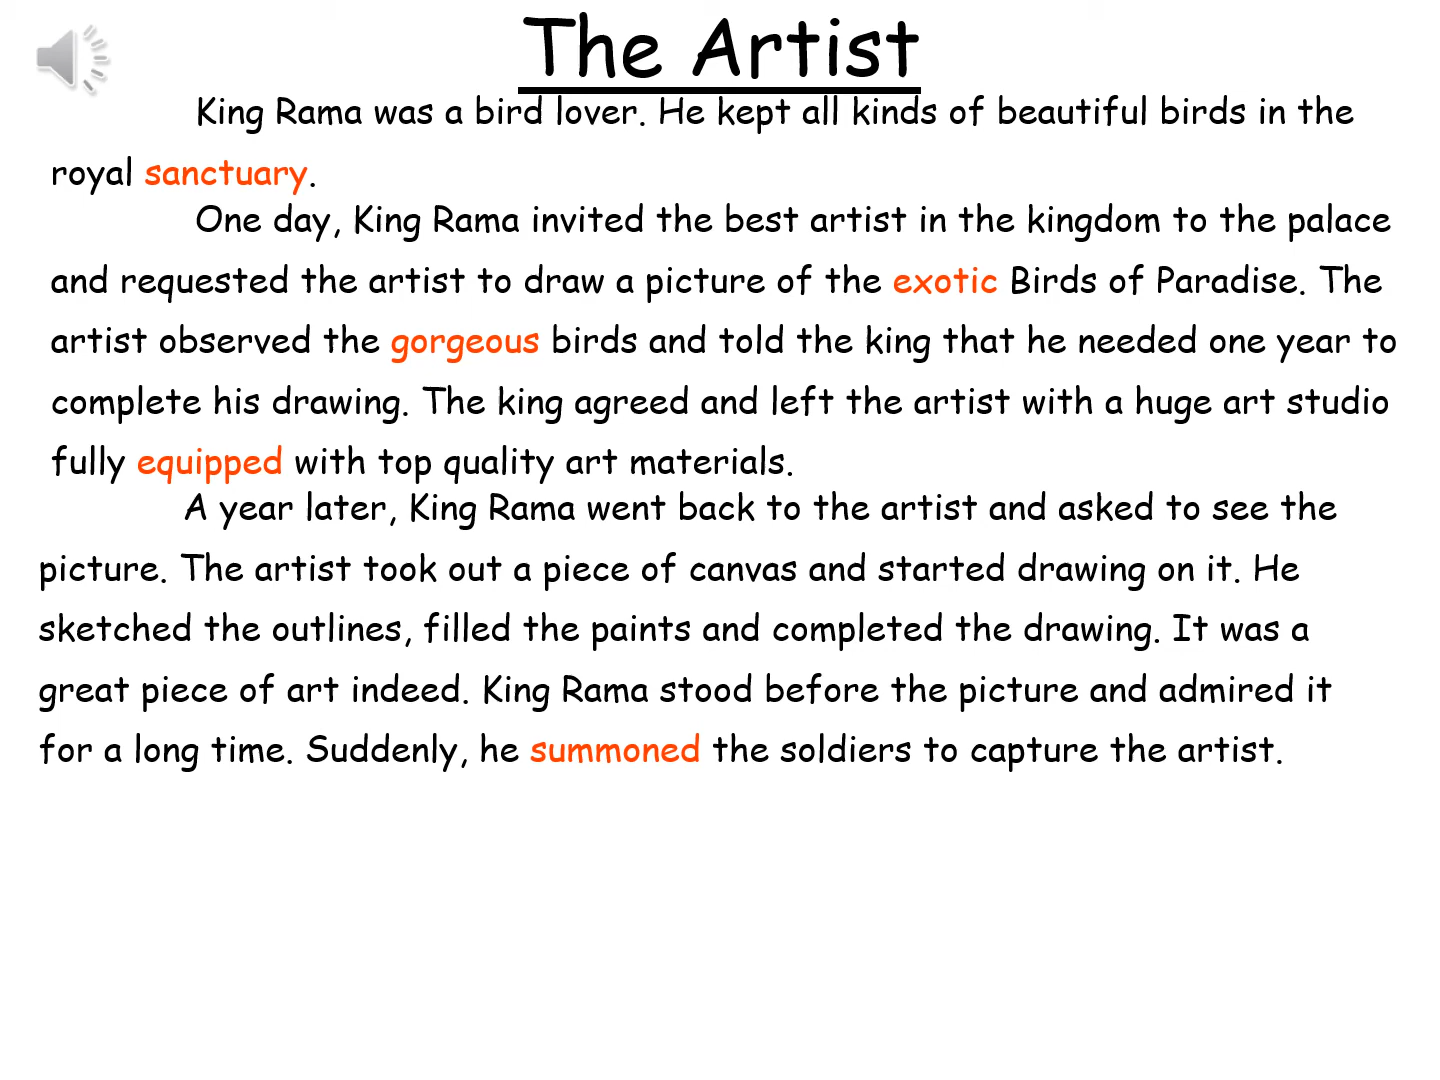 The Artist
King Rama was a bird lover. He kept all kinds of beautiful birds in the
royal sanctuary.
One day, King Rama invited the best artist in the kingdom to the palace
and requested the artist to draw a picture of the exotic Birds of Paradise. The
artist observed the gorgeous birds and told the king that he needed one year to
complete his drawing. The king agreed and left the artist with a huge art studio
fully equipped with top quality art materials.
A year later, King Rama went back to the artist and asked to see the
picture. The artist took out a piece of canvas and started drawing on it. He
sketched the outlines, filled the paints and completed the drawing. It was a
great piece of art indeed. King Rama stood before the picture and admired it
for a long time. Suddenly, he summoned the soldiers to capture the artist.